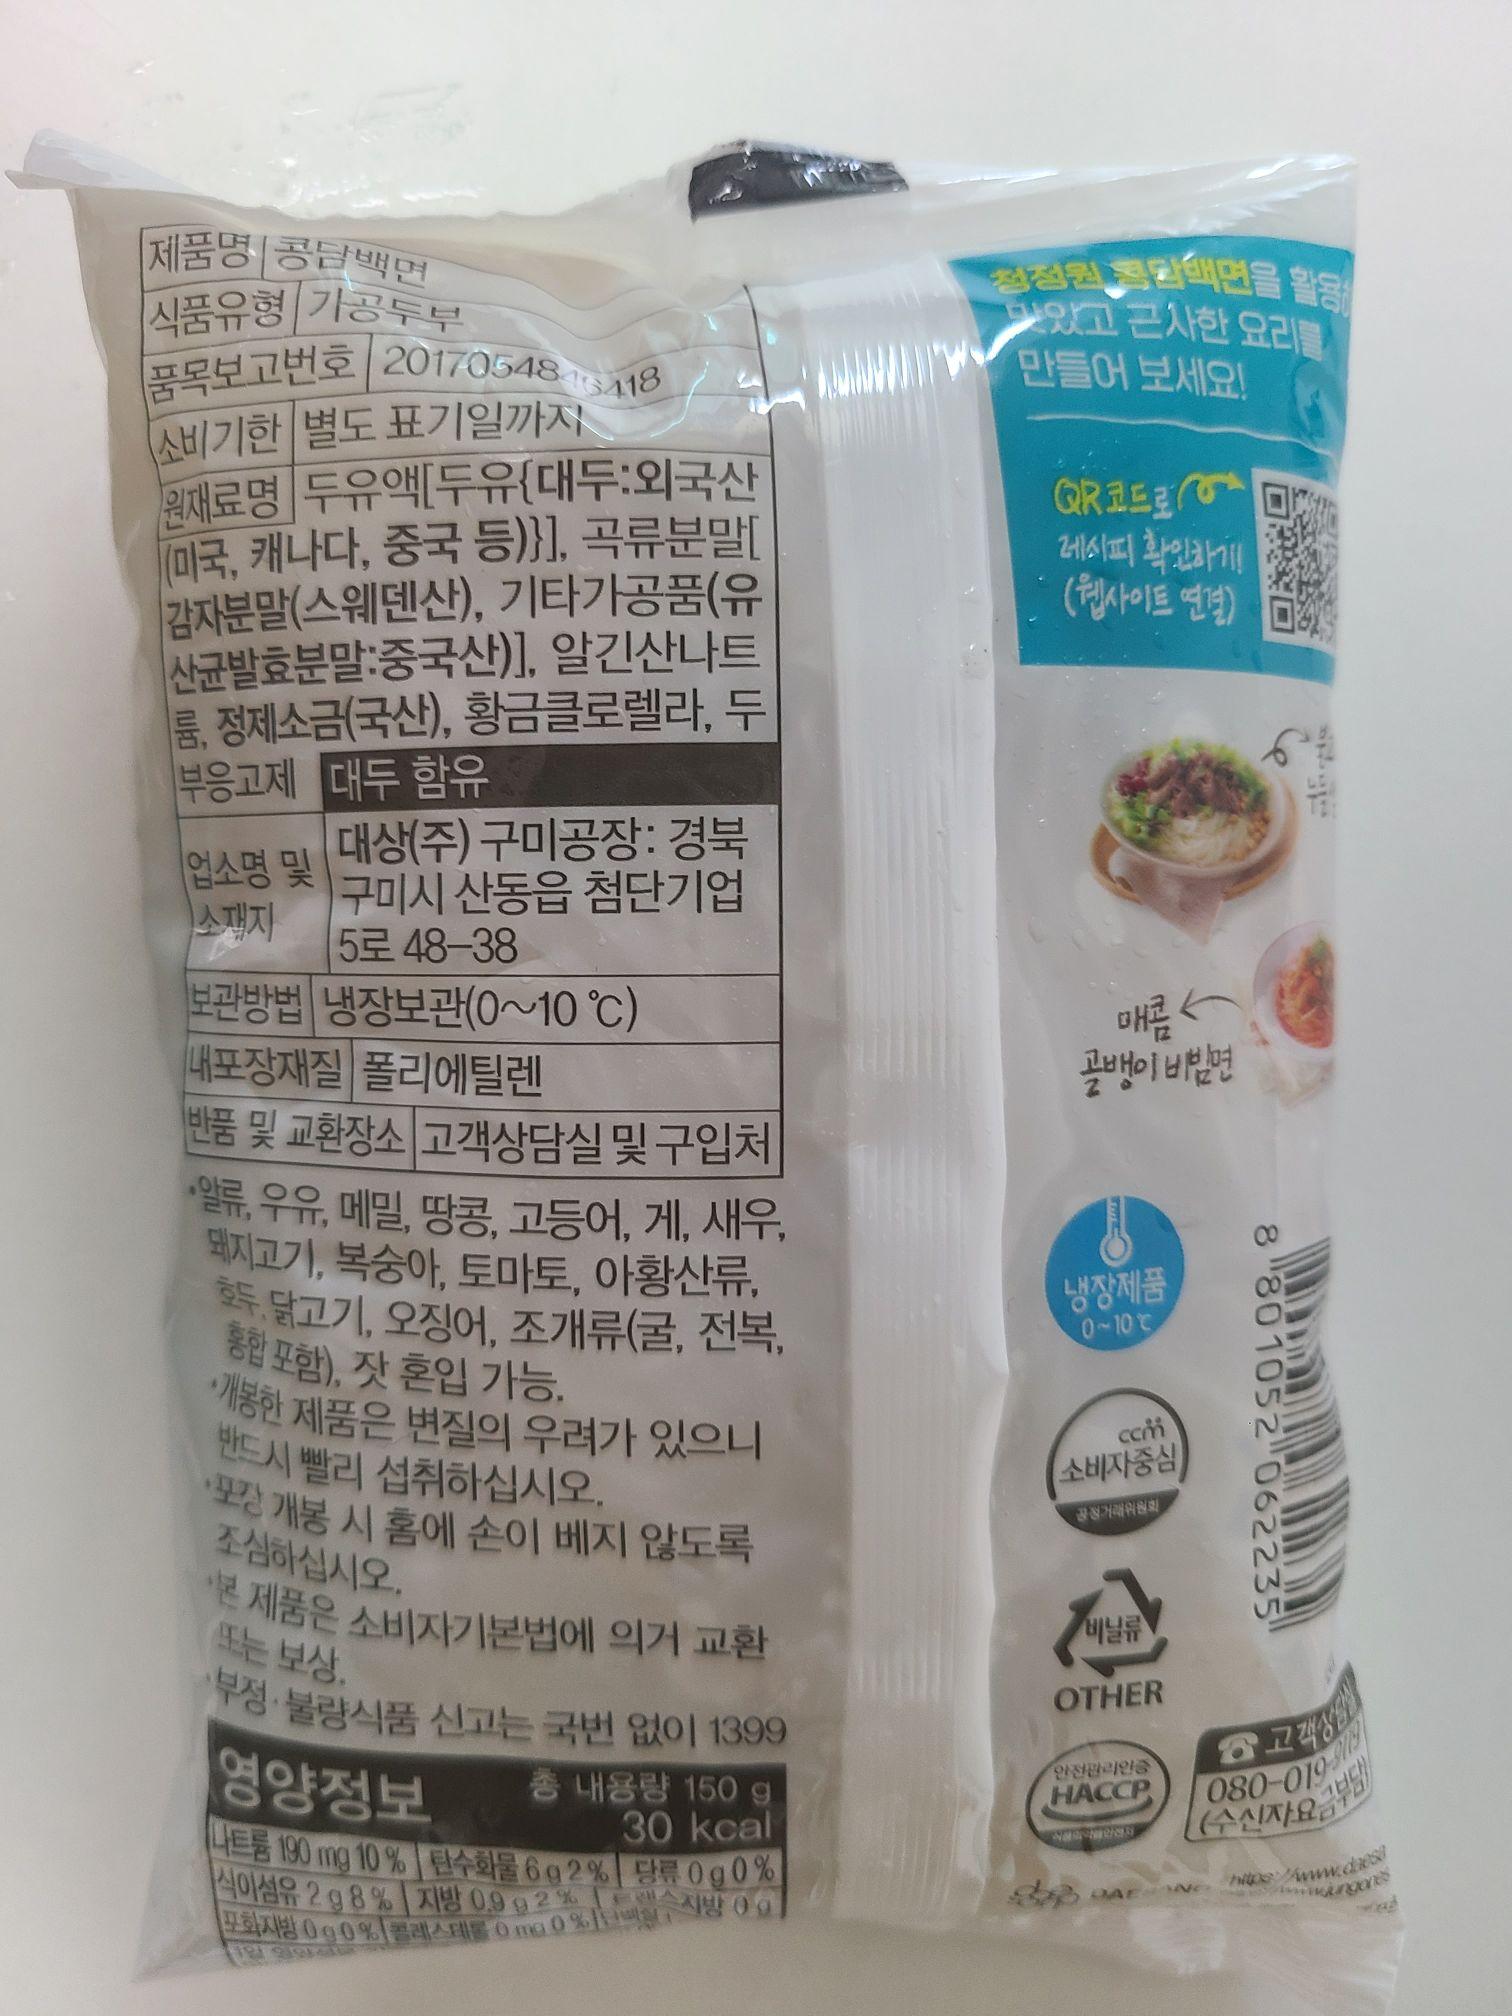 제품명 콩담백면
식품유형 가공두부
품목보고번호
소비기한 별도 표기일까지
원재료명 두유액[두유{대두:외국산
(미국, 캐나다, 중국 등)}], 곡류분말[
감자분말(스웨덴산), 기타가공품(유
산균발효분말:중국산)], 알긴산나트
륨, 정제소금(국산), 황금클로렐라, 두
부응고제 대두 함유
업소명 및 소재지 대상(주) 구미공장: 경북
구미시 산동읍 첨단기업
5로 48-38
보관방법 냉장보관(0~10 ℃)
내포장재질 폴리에틸렌
반품 및 교환장소 고객상담실 및 구입처
•알류, 우유, 메밀, 땅콩, 고등어, 게, 새우,
돼지고기, 복숭아, 토마토, 아황산류,
호두, 닭고기, 오징어, 조개류(굴, 전복,
홍합 포함), 잣 혼입 가능.
•개봉한 제품은 변질의 우려가 있으니
반드시 빨리 섭취하십시오.
•포장 개봉 시 홈에 손이 베지 않도록
조심하십시오.
•본 제품은 소비자기본법에 의거 교환
또는 보상.
•부정·불량식품 신고는 국번 없이 1399
영양정보 총 내용량 150 g
30 kcal
나트륨 190 mg 10 % 탄수화물 6 g 2 % 당류 0 g 0 %
식이섬유 2 g 8 % 지방 0.9 g 2 % 트랜스지방 0 g
포화지방 0 g 0 % 콜레스테롤 0 mg 0 %
청정원 콩담백면을
맛있고 근사한 요리를
만들어 보세요!
QR코드로
레시피 확인하기!
(웹사이트 연결)
매콤
골뱅이 비빔면
냉장제품
0~10℃
8 801052 062235
ccm
소비자중심
공정거래위원회
비닐류
OTHER
안전관리인증
HACCP
식품의약품안전처
080-019-
DAESANG